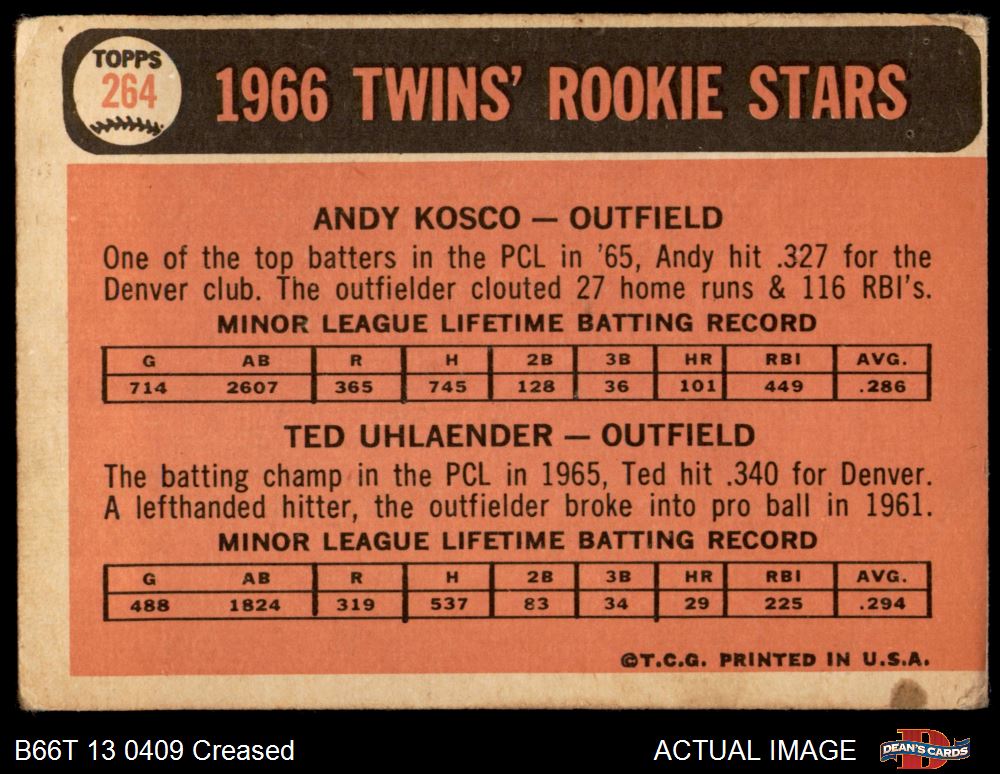 TOPPS
264
1966 TWINS' ROOKIE STARS
ANDY KOSCO — OUTFIELD
One of the top batters in the PCL in '65, Andy hit .327 for the
Denver club. The outfielder clouted 27 home runs & 116 RBI's.
MINOR LEAGUE LIFETIME BATTING RECORD
G AB R H 2B 3B HR RBI AVG.
714 2607 365 745 128 36 101 449 .286
TED UHLAENDER — OUTFIELD
The batting champ in the PCL in 1965, Ted hit .340 for Denver.
A lefthanded hitter, the outfielder broke into pro ball in 1961.
MINOR LEAGUE LIFETIME BATTING RECORD
G AB R H 2B 3B HR RBI AVG.
488 1824 319 537 83 34 29 225 .294
©T.C.G. PRINTED IN U.S.A.
B66T 13 0409 Creased
ACTUAL IMAGE
DEAN'S CARDS